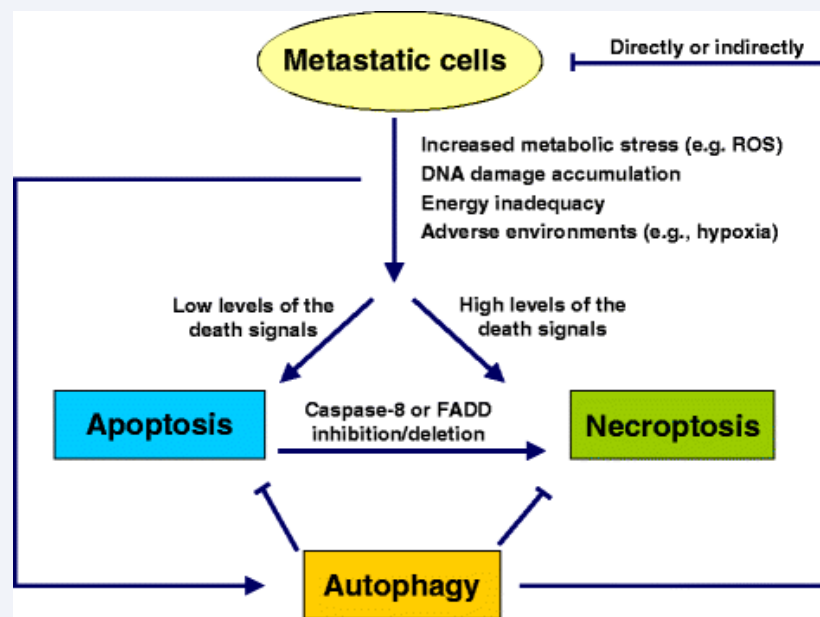 Metastatic cells
Directly or indirectly
Increased metabolic stress (e.g. ROS)
DNA damage accumulation
Energy inadequacy
Adverse environments (e.g., hypoxia)
Low levels of the
death signals
High levels of the
death signals
Apoptosis
Caspase-8 or FADD
inhibition/deletion
Necroptosis
Autophagy